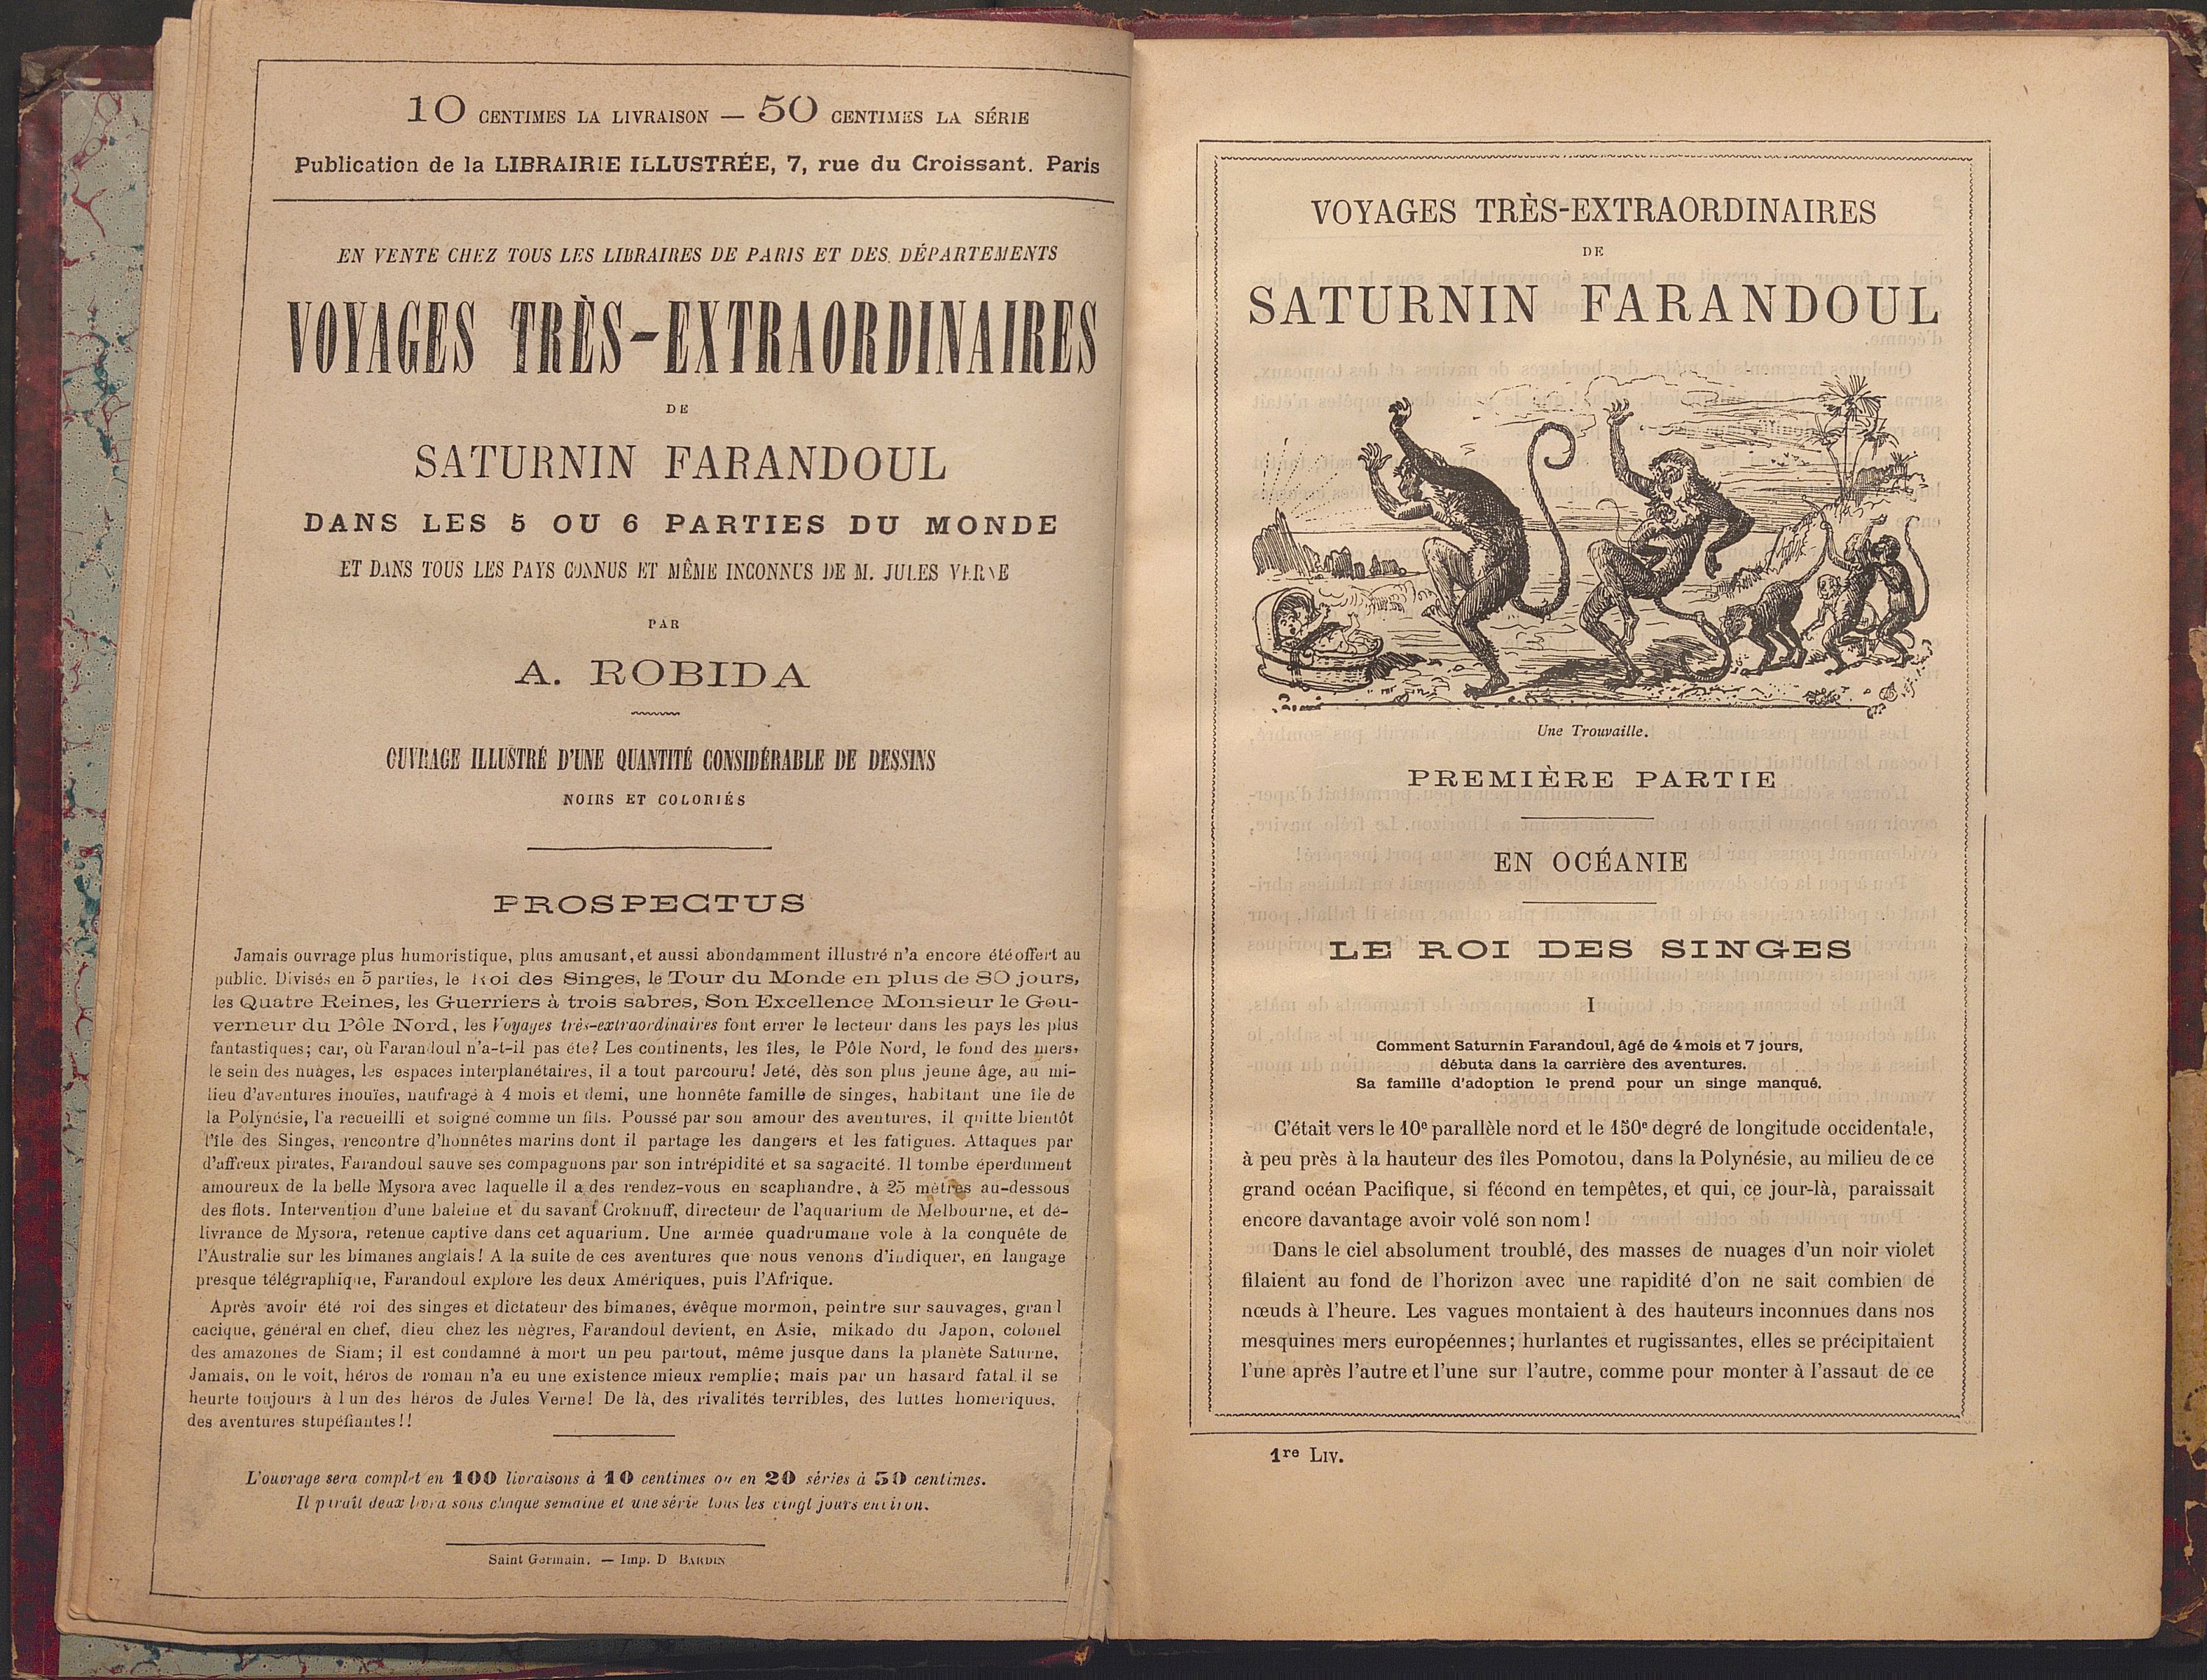 10 CENTIMES LA LIVRAISON — 50 CENTIMES LA SÉRIE
Publication de la LIBRAIRIE ILLUSTRÉE, 7, rue du Croissant. Paris
EN VENTE CHEZ TOUS LES LIBRAIRES DE PARIS ET DES DÉPARTEMENTS
VOYAGES TRÈS-EXTRAORDINAIRES
DE
SATURNIN FARANDOUL
DANS LES 5 OU 6 PARTIES DU MONDE
ET DANS TOUS LES PAYS CONNUS ET MÊME INCONNUS DE M. JULES VERNE
PAR
A. ROBIDA
OUVRAGE ILLUSTRÉ D'UNE QUANTITÉ CONSIDÉRABLE DE DESSINS
NOIRS ET COLORIÉS
PROSPECTUS
Jamais ouvrage plus humoristique, plus amusant, et aussi abondamment illustré n'a encore été offert au
public. Divisés en 5 parties, le Roi des Singes, le Tour du Monde en plus de 80 jours,
les Quatre Reines, les Guerriers à trois sabres, Son Excellence Monsieur le Gou-
verneur du Pôle Nord, les Voyages très-extraordinaires font errer le lecteur dans les pays les plus
fantastiques; car, où Farandoul n'a-t-il pas été? Les continents, les îles, le Pôle Nord, le fond des mers,
le sein des nuages, les espaces interplanétaires, il a tout parcouru! Jeté, dès son plus jeune âge, au mi-
lieu d'aventures inouïes, naufragé à 4 mois et demi, une honnête famille de singes, habitant une île de
la Polynésie, l'a recueilli et soigné comme un fils. Poussé par son amour des aventures, il quitte bientôt
l'île des Singes, rencontre d'honnêtes marins dont il partage les dangers et les fatigues. Attaqués par
d'affreux pirates, Farandoul sauve ses compagnons par son intrépidité et sa sagacité. Il tombe éperdument
amoureux de la belle Mysora avec laquelle il a des rendez-vous en scaphandre, à 25 mètres au-dessous
des flots. Intervention d'une baleine et du savant Croknuff, directeur de l'aquarium de Melbourne, et dé-
livrance de Mysora, retenue captive dans cet aquarium. Une armée quadrumane vole à la conquête de
l'Australie sur les bimanes anglais! A la suite de ces aventures que nous venons d'indiquer, en langage
presque télégraphique, Farandoul explore les deux Amériques, puis l'Afrique.
Après avoir été roi des singes et dictateur des bimanes, évêque mormon, peintre sur sauvages, grand
cacique, général en chef, dieu chez les nègres, Farandoul devient, en Asie, mikado du Japon, colonel
des amazones de Siam; il est condamné à mort un peu partout, même jusque dans la planète Saturne.
Jamais, on le voit, héros de roman n'a eu une existence mieux remplie; mais par un hasard fatal il se
heurte toujours à l'un des héros de Jules Verne! De là, des rivalités terribles, des luttes homériques,
des aventures stupéfiantes!!
L'ouvrage sera complet en 100 livraisons à 10 centimes ou en 20 séries à 50 centimes.
Il paraît deux livraisons chaque semaine et une série tous les vingt jours environ.
Saint Germain. — Imp. D BARDIN
VOYAGES TRÈS-EXTRAORDINAIRES
DE
SATURNIN FARANDOUL
Une Trouvaille.
PREMIÈRE PARTIE
EN OCÉANIE
LE ROI DES SINGES
I
Comment Saturnin Farandoul, âgé de 4 mois et 7 jours,
débuta dans la carrière des aventures.
Sa famille d'adoption le prend pour un singe manqué.
C'était vers le 10e parallèle nord et le 150e degré de longitude occidentale,
à peu près à la hauteur des îles Pomotou, dans la Polynésie, au milieu de ce
grand océan Pacifique, si fécond en tempêtes, et qui, ce jour-là, paraissait
encore davantage avoir volé son nom!
Dans le ciel absolument troublé, des masses de nuages d'un noir violet
filaient au fond de l'horizon avec une rapidité d'on ne sait combien de
nœuds à l'heure. Les vagues montaient à des hauteurs inconnues dans nos
mesquines mers européennes; hurlantes et rugissantes, elles se précipitaient
l'une après l'autre et l'une sur l'autre, comme pour monter à l'assaut de ce
1re LIV.